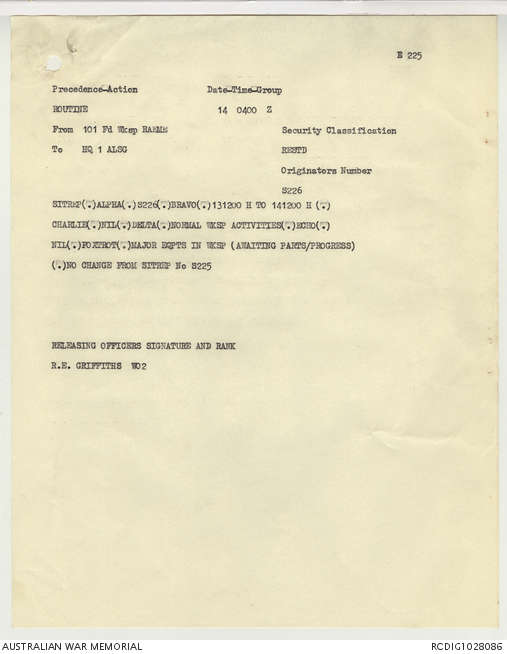 E 225
Precedence-Action Date-Time-Group
ROUTINE 14 0400 Z
From 101 Fd Wksp RAEME Security Classification
To HQ 1 ALSG RESTD
Originators Number
S226
SITREP(.)ALPHA(.)S226(.)BRAVO(.)131200 H TO 141200 H (.)
CHARLIE(.)NIL(.)DELTA(.)NORMAL WKSP ACTIVITIES(.)ECHO(.)
NIL(.)FOXTROT(.)MAJOR EQPTS IN WKSP (AWAITING PARTS/PROGRESS)
(.)NO CHANGE FROM SITREP No S225
RELEASING OFFICERS SIGNATURE AND RANK
R.E. GRIFFITHS WO2
AUSTRALIAN WAR MEMORIAL RCDIG1028086